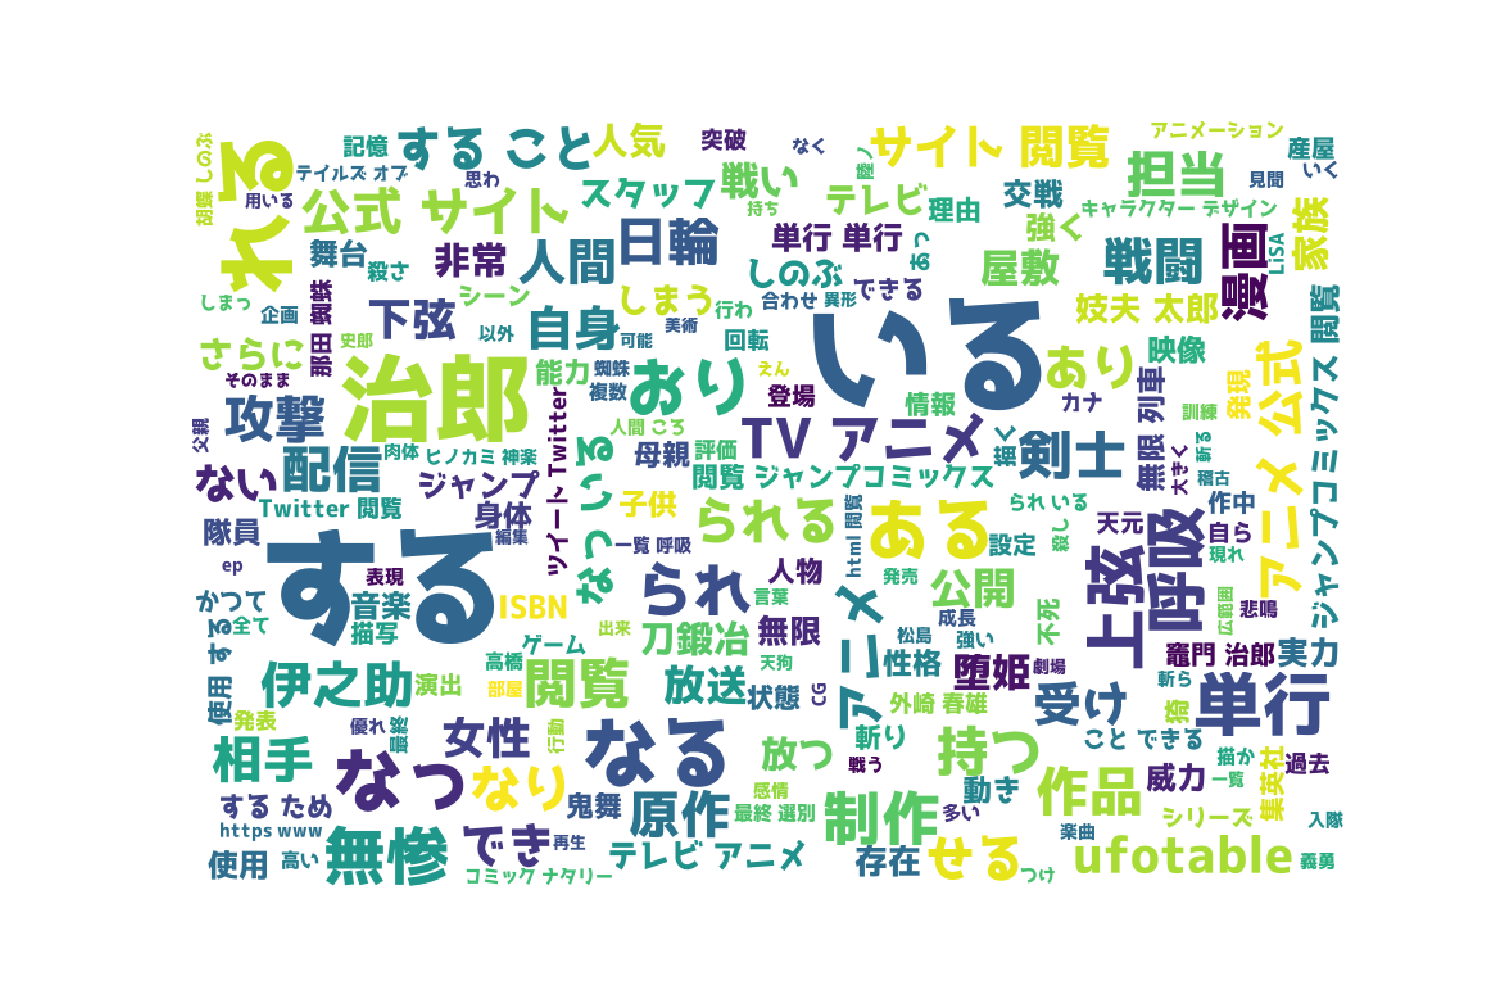 胡蝶 しのぶ
れる
記憶
する こと
人気
突破
なく
サイト 閲覧
アニメーション
産屋
いく
テイルズ オブ
思わ
用いる
公式 サイト
スタッフ
戦い
持ち
テレビ
理由
交戦
担当
見聞
キャラクター デザイン
舞台
殺さ
非常
人間
日輪
単行 単行
あっ
強く
屋敷
戦闘
漫画
LiSA
家族
しのぶ
できる
しまっ
企画
那田 蜘蛛
下弦
シーン
以外
自身
しまう
行わ
合わせ
異形
いる
妓夫 太郎
ジャンプコミックス 閲覧
さらに
史郎
可能
美術
回転
映像
あり
そのまま
治郎
能力
蜘蛛
複数
おり
えん
登場
情報
カナ
無限 列車
訓練
発現
アニメ 公式
父親
攻撃
肉体
ヒノカミ 神楽
人間 ころ
母親
評価
TV アニメ
描く
剣士
大きく
斬る
稽古
ない
配信
ジャンプ
ツイート Twitter
なっ いる
閲覧 ジャンプコミックス
Twitter 閲覧
身体
子供
られる
html 閲覧
ある
られ いる
殺し
天元
作中
自ら
隊員
編集
一覧 呼吸
設定
上弦
呼吸
現れ
ep
する
表現
られ
人物
発売
かつて
音楽
ISBN
言葉
アニメ
公開
成長
不死
広範囲
悲鳴
使用 する
全て
描写
ゲーム
出来
刀鍛冶
無限
松島
強い
竈門 治郎
実力
伊之助
高橋
閲覧
天狗
性格
堕姫
劇場
斬ら
演出
部屋
放送
状態
CG
外崎 春雄
受け
猗
単行
発表
優れ
最終
女性
行動
なる
放つ
斬り
持つ
こと できる
描か
過去
相手
なっ
なり
戦う
動き
作品
威力
一覧
集英社
する ため
鬼舞
感情
原作
最終 選別
制作
多い
シリーズ
入隊
https www
無惨
でき
再生
楽曲
使用
高い
テレビ アニメ
存在
せる
ufotable
義勇
コミック ナタリー
つけ